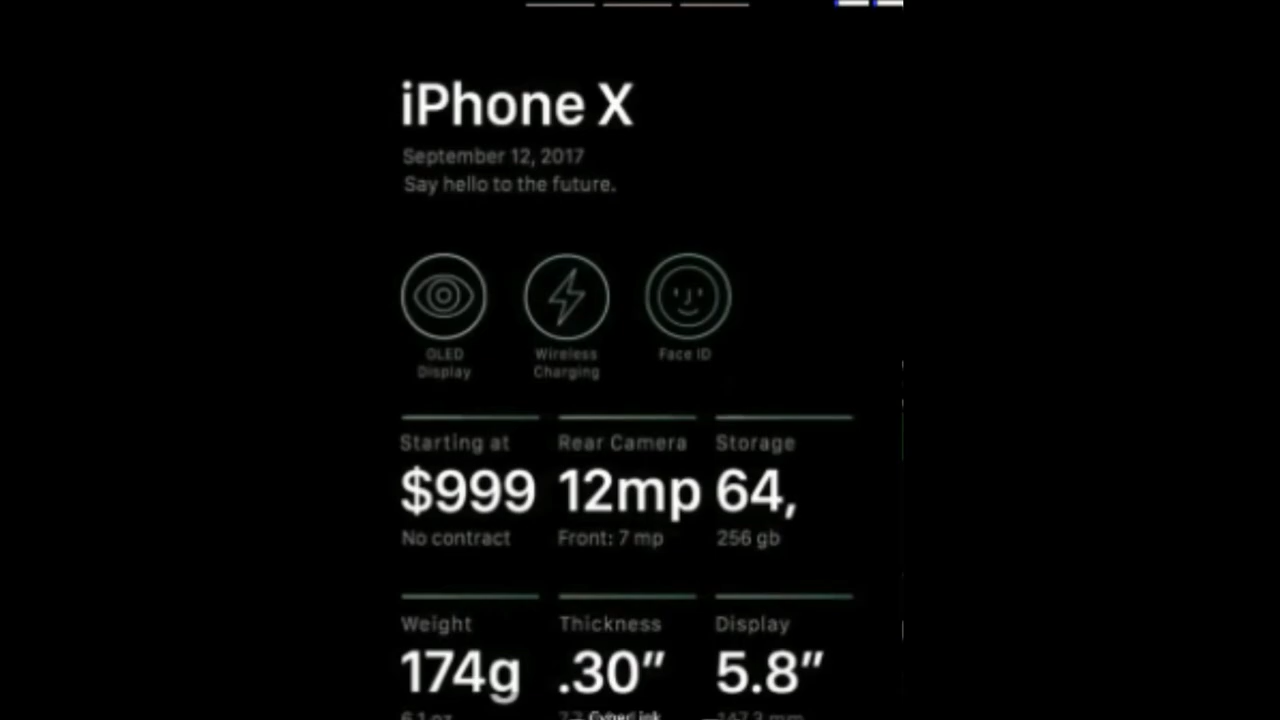 iPhone X
September 12, 2017
Say hello to the future.
OLED
Display
Wireless
Charging
Face ID
Starting at
$999
No contract
Rear Camera
12mp
Front: 7 mp
Storage
64,
256 gb
Weight
174g
Thickness
.30″
Display
5.8″
CyberLink